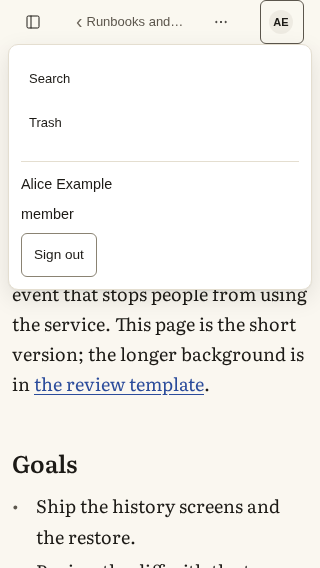 ‹ Runbooks and…
AE
Search
Trash
Alice Example
member
Sign out
event that stops people from using
the service. This page is the short
version; the longer background is
in the review template.
Goals
• Ship the history screens and
the restore.